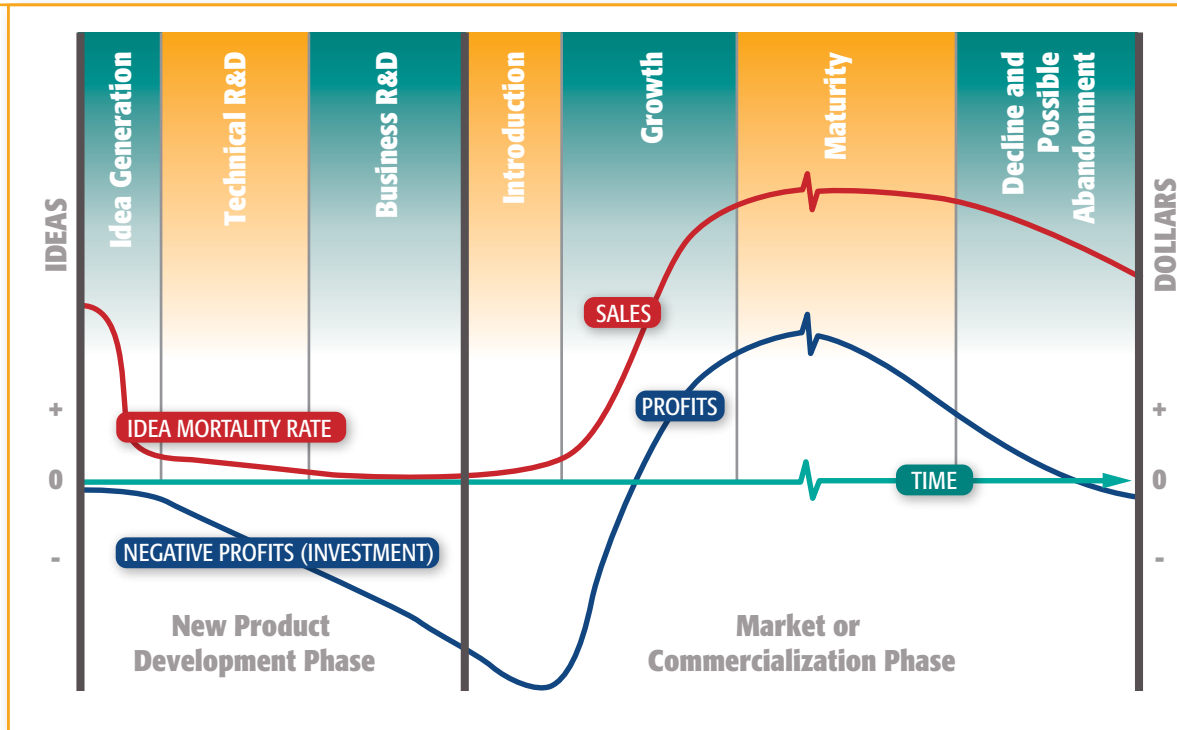 Idea Generation
Technical R&D
Business R&D
Introduction
Growth
Maturity
Decline and
Possible
Abandonment
IDEAS
DOLLARS
SALES
PROFITS
+
+
IDEA MORTALITY RATE
0
TIME
0
-
NEGATIVE PROFITS (INVESTMENT)
-
New Product
Development Phase
Market or
Commercialization Phase